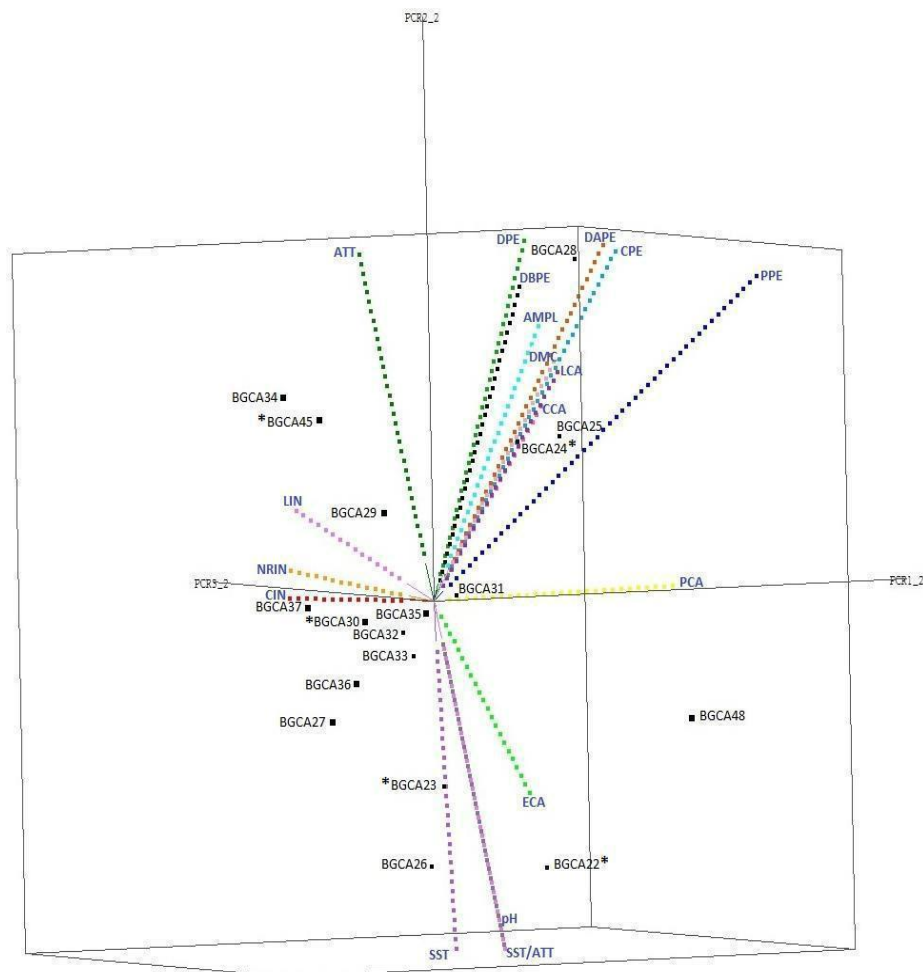 PCR2_2
DPE
DAPE
BGCA28
CPE
ATT
PPE
DBPE
AMPL
DMC
LCA
BGCA34
CCA
*BGCA45
BGCA25
BGCA24*
LIN
BGCA29
NRIN
PCR3_2
PCR1_2
PCA
BGCA31
CIN
BGCA37
BGCA35
*BGCA30
BGCA32
BGCA33
BGCA36
BGCA48
BGCA27
*BGCA23
ECA
BGCA26
BGCA22*
pH
SST
SST/ATT